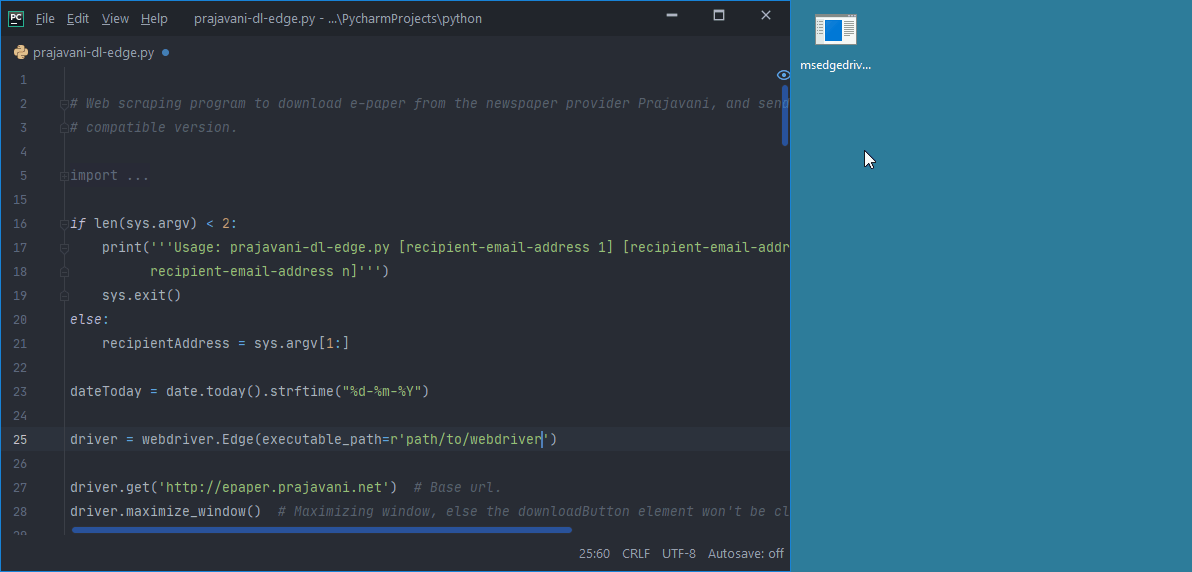 PC File Edit View Help prajavani-dl-edge.py - ...\PycharmProjects\python
prajavani-dl-edge.py
1
2 # Web scraping program to download e-paper from the newspaper provider Prajavani, and send
3 # compatible version.
4
5 import ...
15
16 if len(sys.argv) < 2:
17 print('''Usage: prajavani-dl-edge.py [recipient-email-address 1] [recipient-email-addr
18 recipient-email-address n]''')
19 sys.exit()
20 else:
21 recipientAddress = sys.argv[1:]
22
23 dateToday = date.today().strftime("%d-%m-%Y")
24
25 driver = webdriver.Edge(executable_path=r'path/to/webdriver')
26
27 driver.get('http://epaper.prajavani.net') # Base url.
28 driver.maximize_window() # Maximizing window, else the downloadButton element won't be cl
25:60 CRLF UTF-8 Autosave: off
msedgedriv...